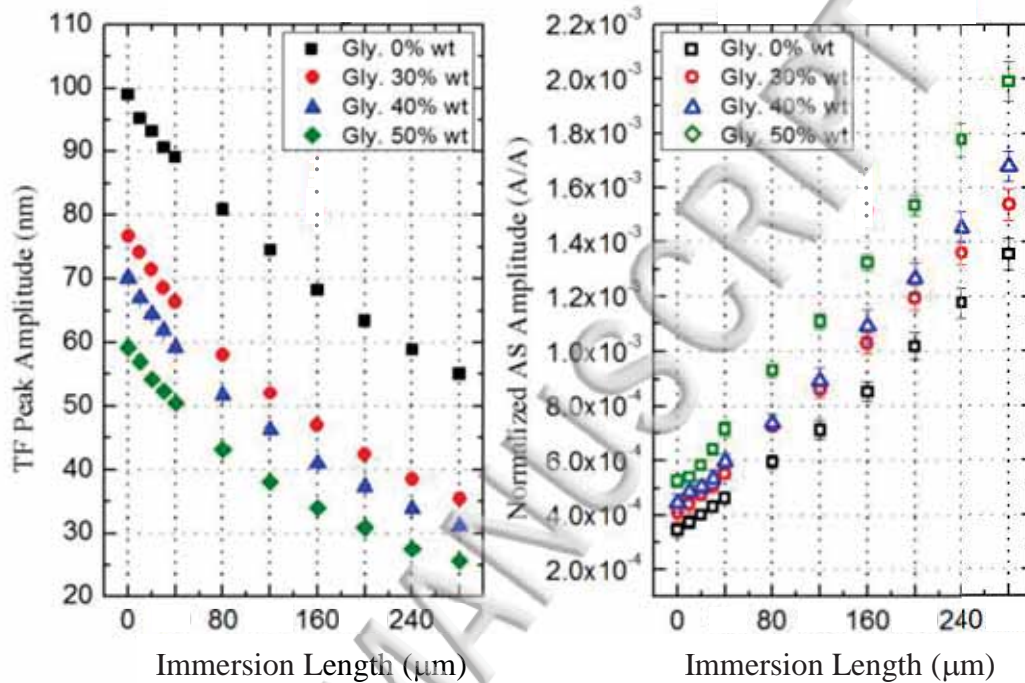 110
100
90
80
70
60
50
40
30
20
TF Peak Amplitude (nm)
Gly. 0% wt
Gly. 30% wt
Gly. 40% wt
Gly. 50% wt
0 80 160 240
Immersion Length (μm)
2.2x10⁻³
2.0x10⁻³
1.8x10⁻³
1.6x10⁻³
1.4x10⁻³
1.2x10⁻³
1.0x10⁻³
8.0x10⁻⁴
6.0x10⁻⁴
4.0x10⁻⁴
2.0x10⁻⁴
Normalized AS Amplitude (A/A)
Gly. 0% wt
Gly. 30% wt
Gly. 40% wt
Gly. 50% wt
0 80 160 240
Immersion Length (μm)
MANUSCRIPT